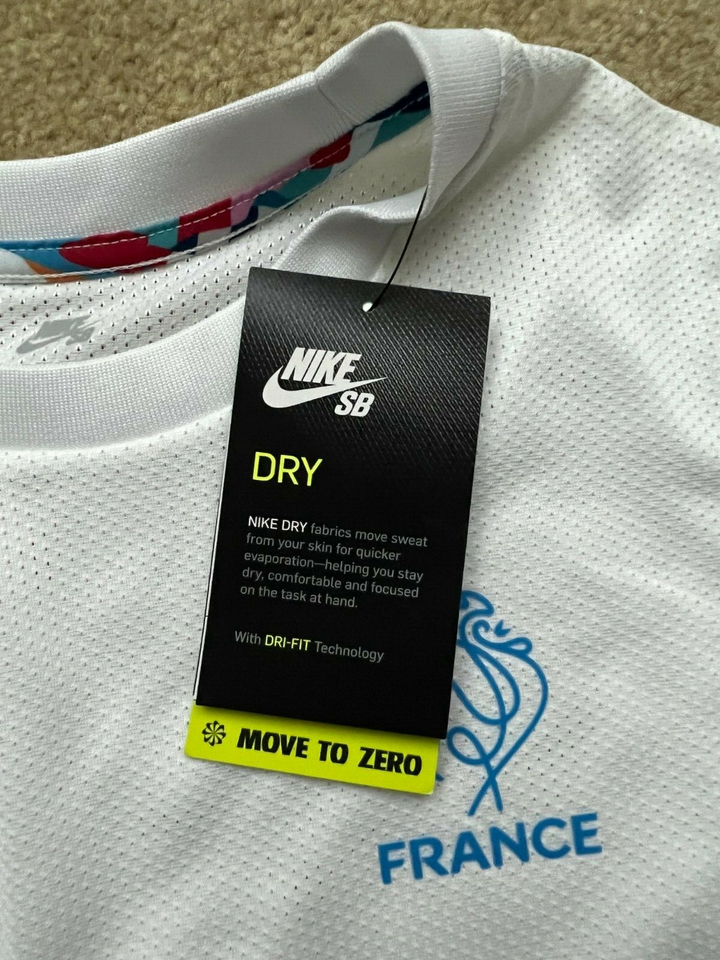 NIKE
SB
DRY
NIKE DRY fabrics move sweat
from your skin for quicker
evaporation—helping you stay
dry, comfortable and focused
on the task at hand.
With DRI-FIT Technology
MOVE TO ZERO
FRANCE